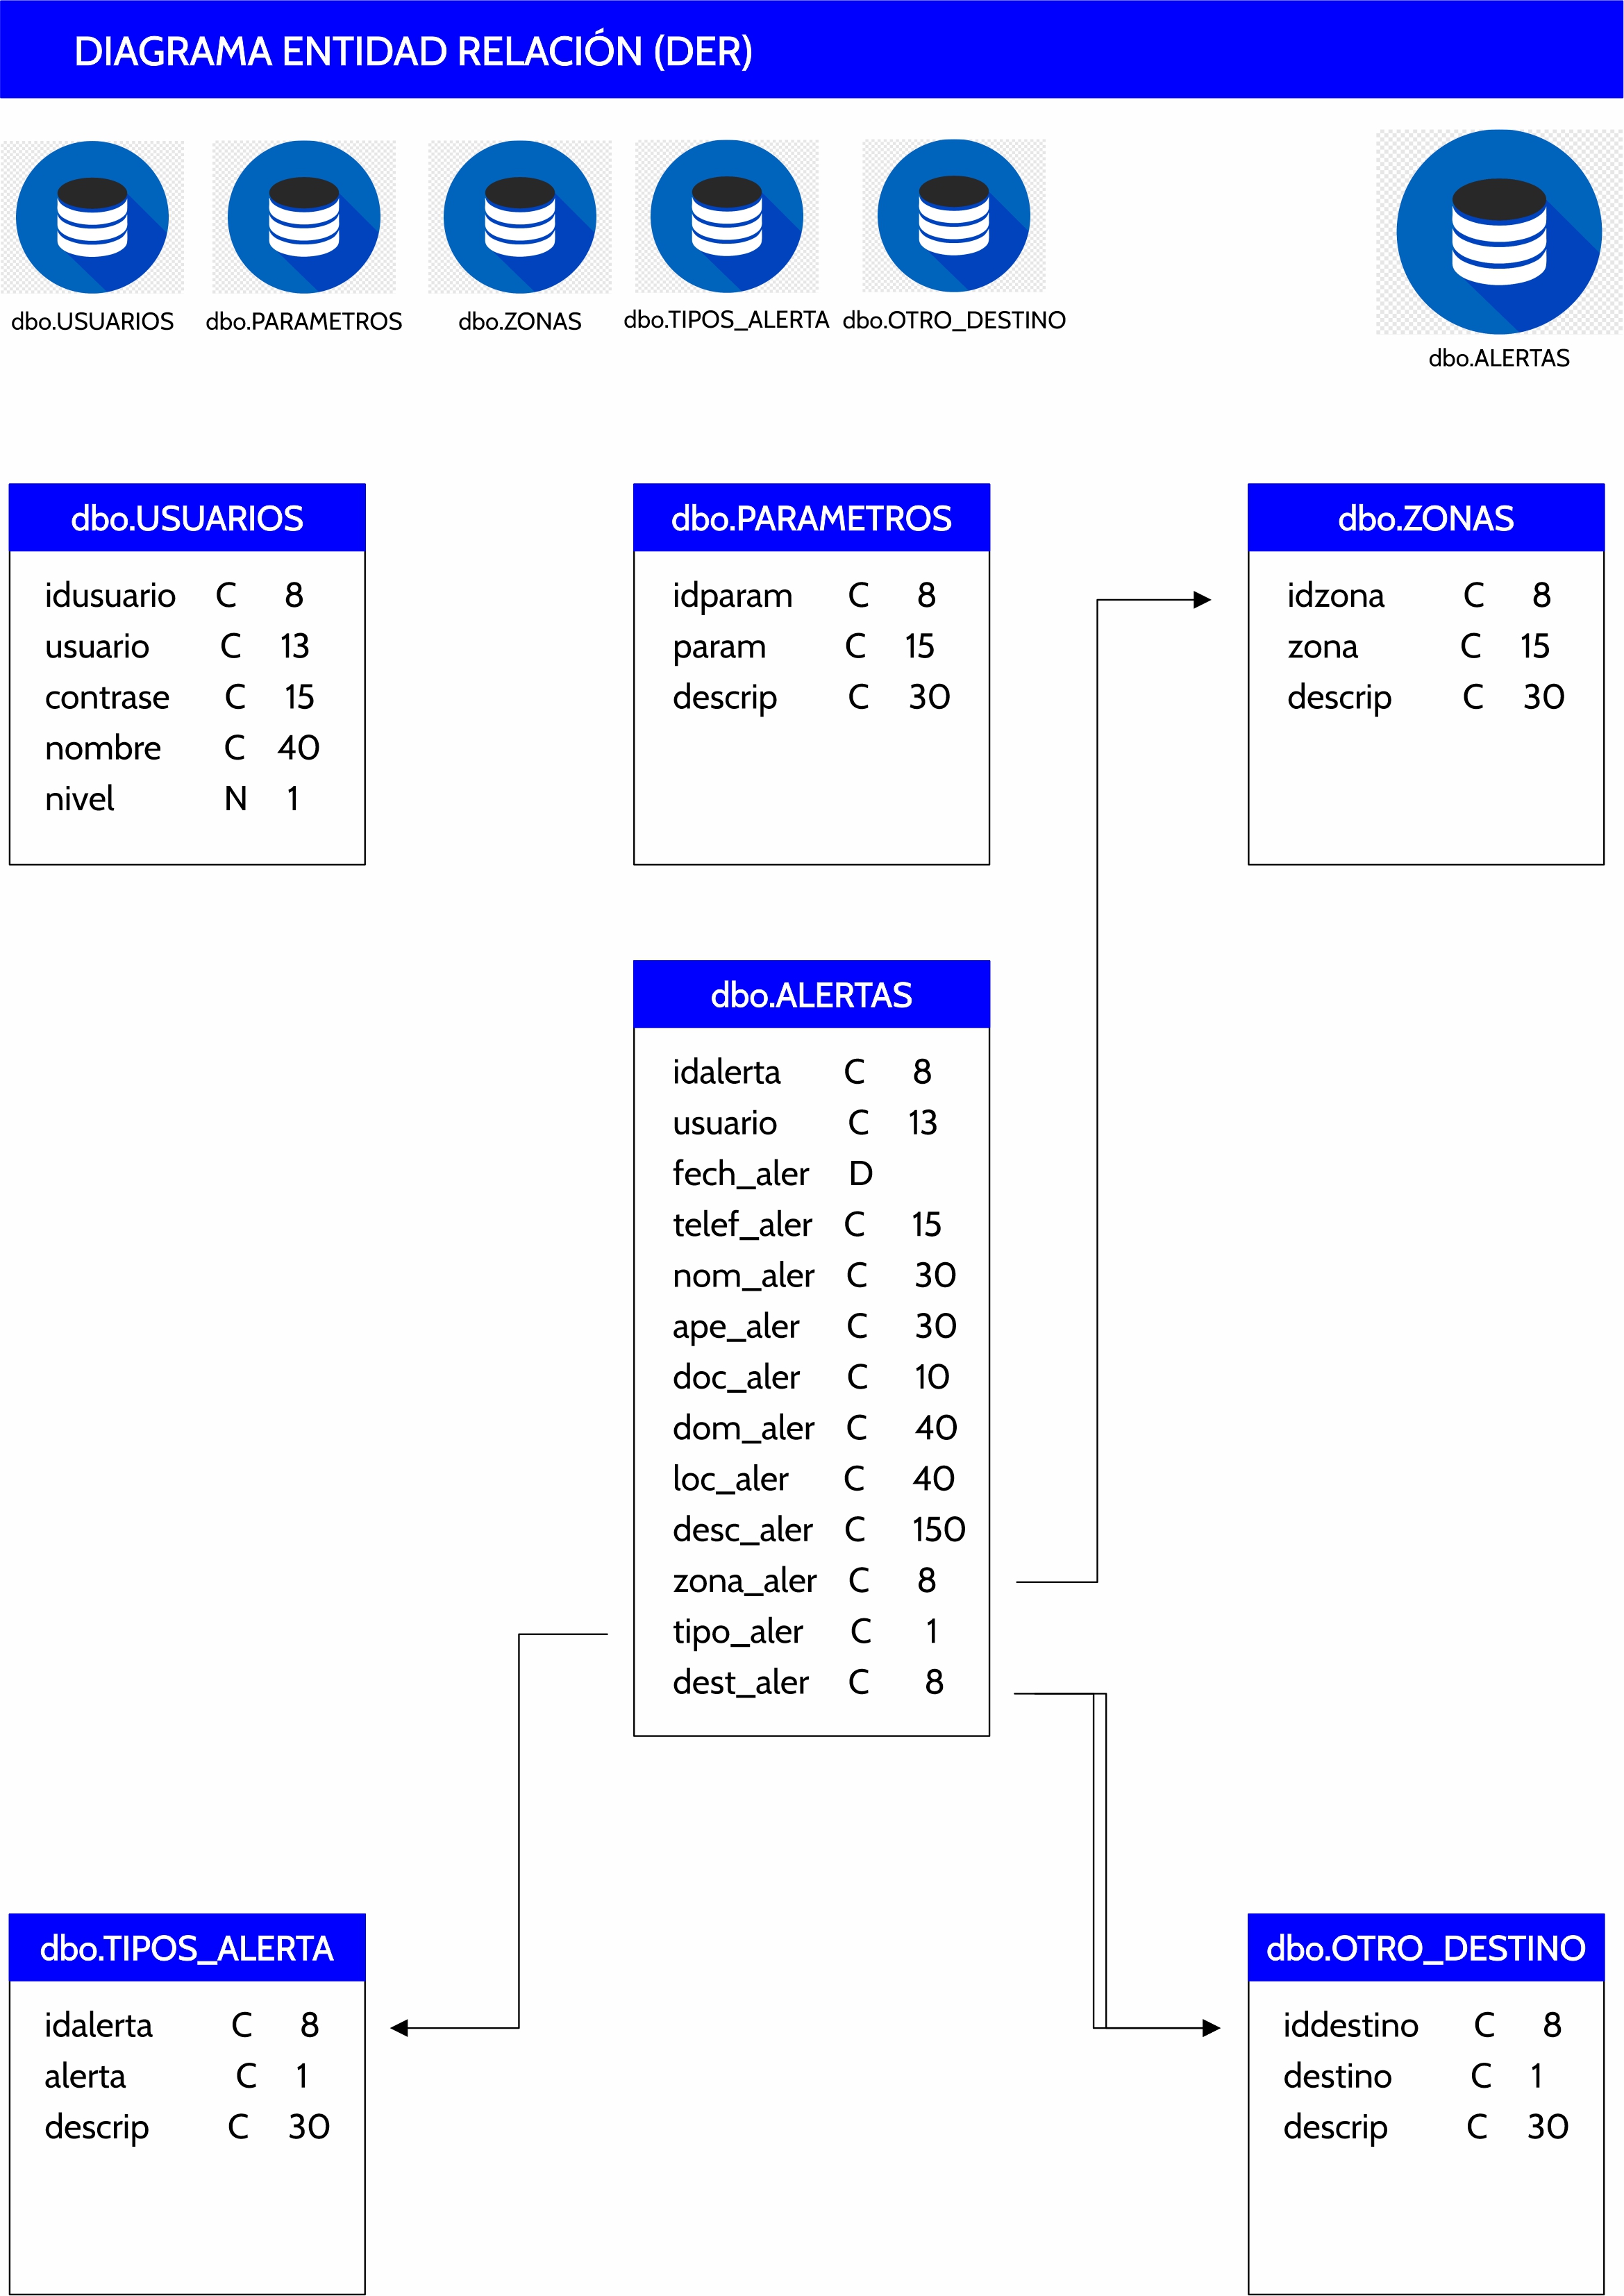 DIAGRAMA ENTIDAD RELACIÓN (DER)
dbo.USUARIOS
dbo.PARAMETROS
dbo.ZONAS
dbo.TIPOS_ALERTA
dbo.OTRO_DESTINO
dbo.ALERTAS
dbo.USUARIOS
idusuario C 8
usuario C 13
contrase C 15
nombre C 40
nivel N 1
dbo.PARAMETROS
idparam C 8
param C 15
descrip C 30
dbo.ZONAS
idzona C 8
zona C 15
descrip C 30
dbo.ALERTAS
idalerta C 8
usuario C 13
fech_aler D
telef_aler C 15
nom_aler C 30
ape_aler C 30
doc_aler C 10
dom_aler C 40
loc_aler C 40
desc_aler C 150
zona_aler C 8
tipo_aler C 1
dest_aler C 8
dbo.TIPOS_ALERTA
idalerta C 8
alerta C 1
descrip C 30
dbo.OTRO_DESTINO
iddestino C 8
destino C 1
descrip C 30